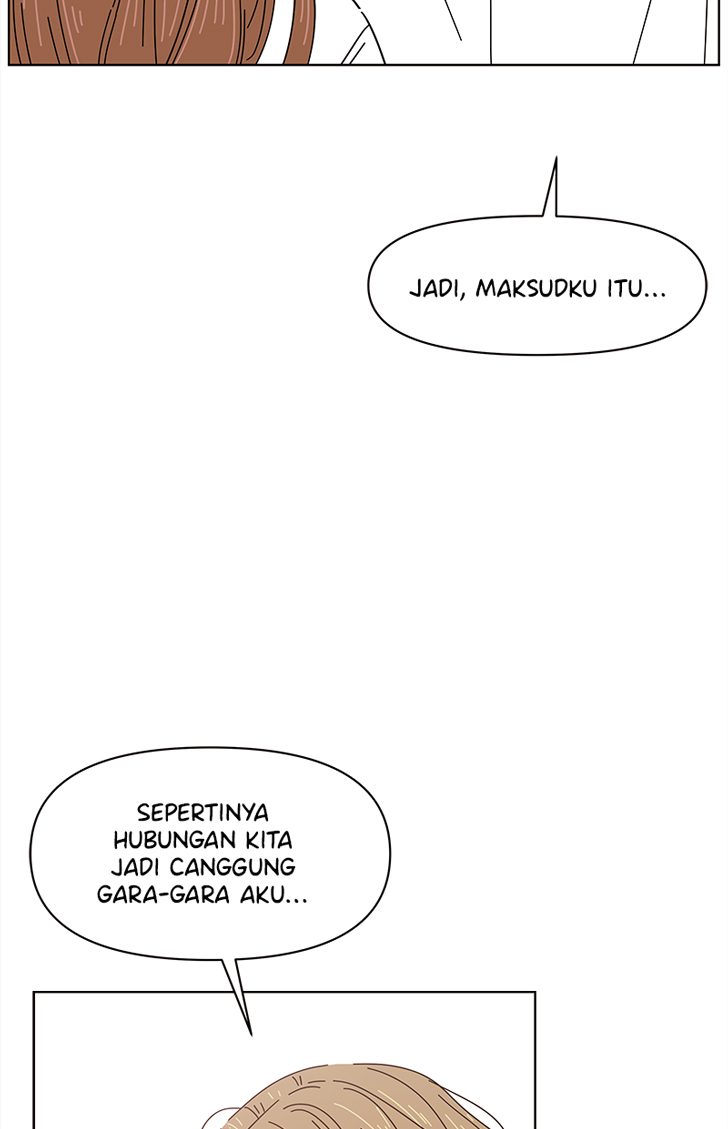 JADI, MAKSUDKU ITU...
SEPERTINYA
HUBUNGAN KITA
JADI CANGGUNG
GARA-GARA AKU...